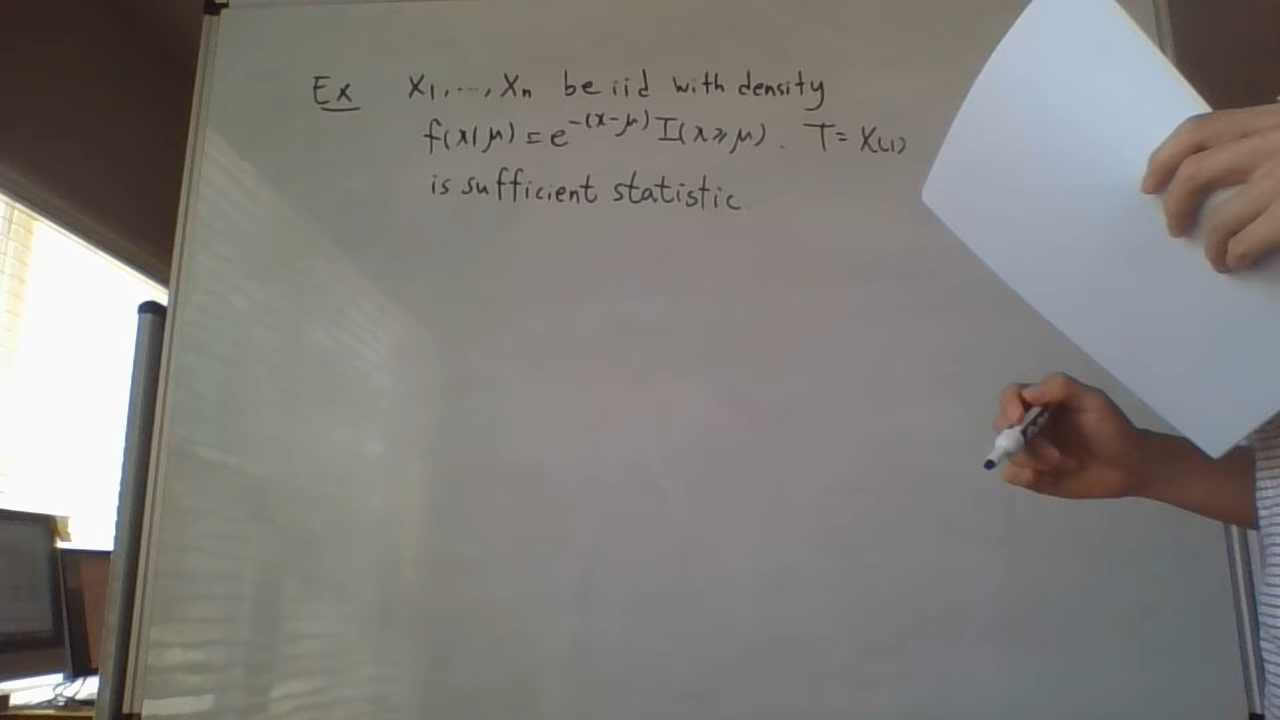 Ex X₁, ..., Xₙ be iid with density
f(x|μ) = e^{-(x-μ)} I(x≥μ). T = X₍₁₎
is sufficient statistic.